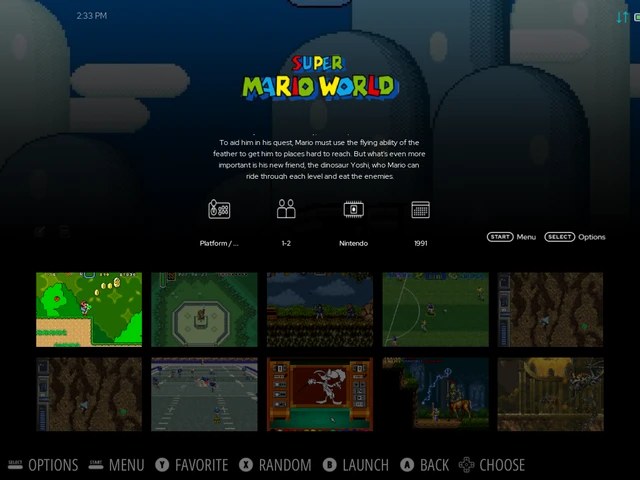 2:33 PM
SUPER
MARIO WORLD
To aid him in his quest, Mario must use the flying ability of the
feather to get him to places hard to reach. But what's even more
important is his new friend, the dinosaur Yoshi, who Mario can
ride through each level and eat the enemies.
Platform / ... 1-2 Nintendo 1991
START Menu SELECT Options
SELECT OPTIONS START MENU Y FAVORITE X RANDOM B LAUNCH A BACK CHOOSE